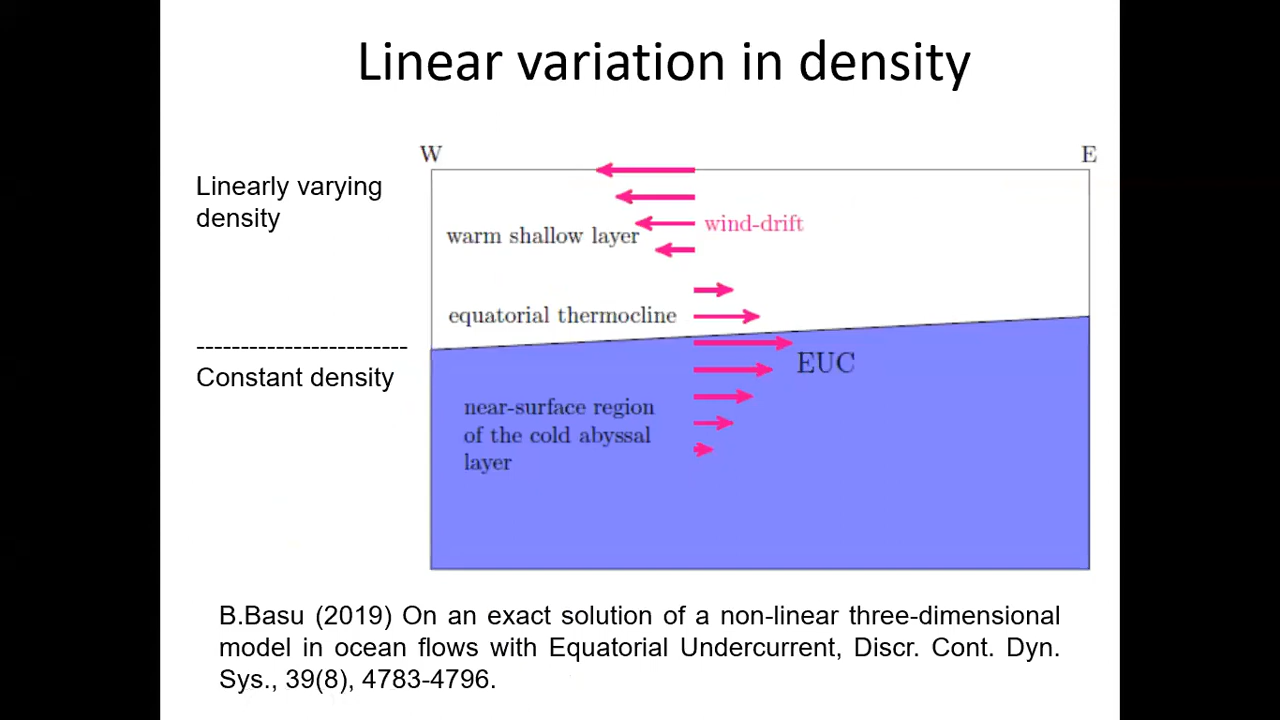 Linear variation in density
W
E
Linearly varying
density
wind-drift
warm shallow layer
equatorial thermocline
-----------------------
Constant density
EUC
near-surface region
of the cold abyssal
layer
B.Basu (2019) On an exact solution of a non-linear three-dimensional
model in ocean flows with Equatorial Undercurrent, Discr. Cont. Dyn.
Sys., 39(8), 4783-4796.